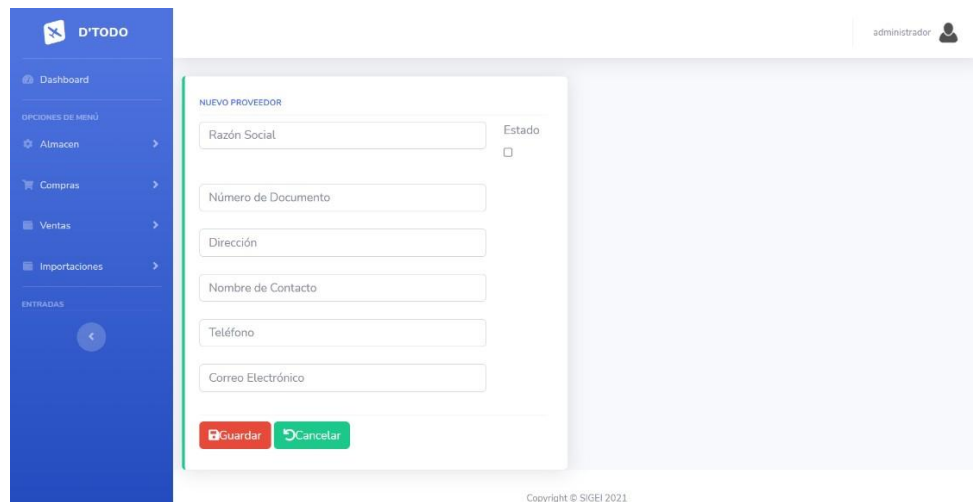 D'TODO
administrador
Dashboard
OPCIONES DE MENÚ
Almacen
Compras
Ventas
Importaciones
ENTRADAS
NUEVO PROVEEDOR
Razón Social
Estado
Número de Documento
Dirección
Nombre de Contacto
Teléfono
Correo Electrónico
Guardar Cancelar
Copyright © SIGEI 2021